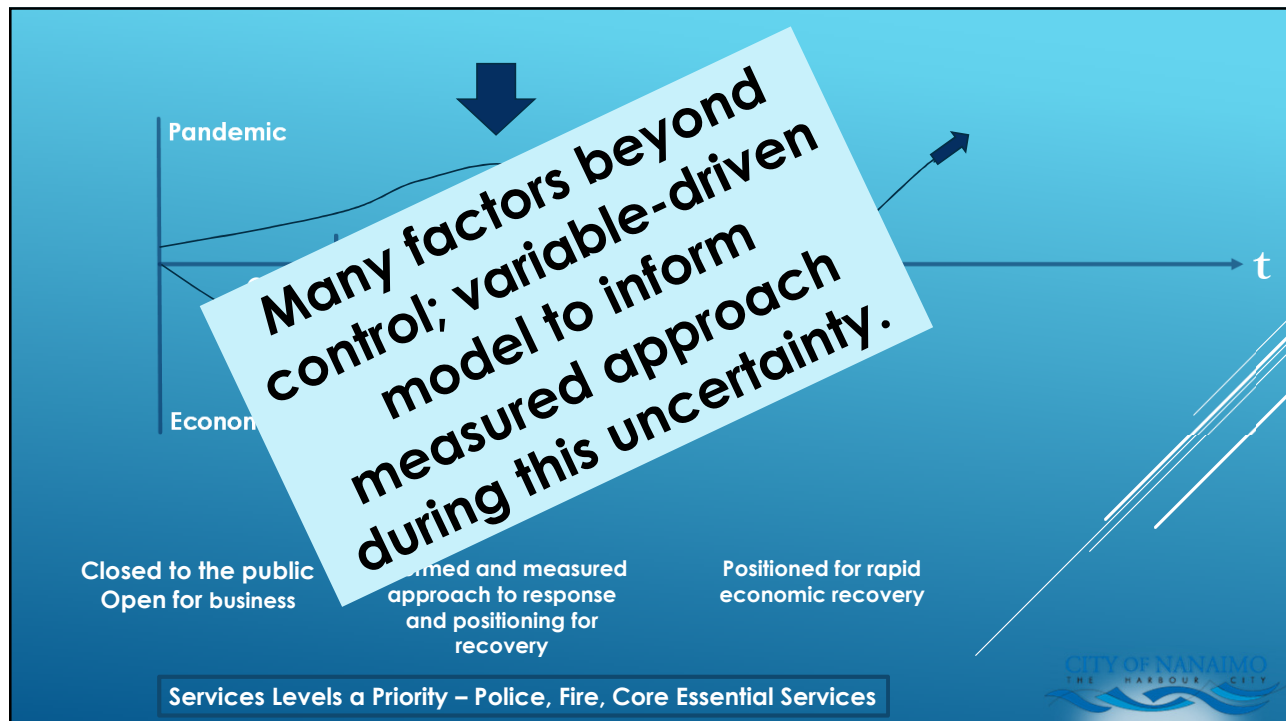 Pandemic
Many factors beyond
control; variable-driven
model to inform
measured approach
during this uncertainty.
t
Closed to the public
Open for business
and measured
approach to response
and positioning for
recovery
Positioned for rapid
economic recovery
Services Levels a Priority – Police, Fire, Core Essential Services
CITY OF NANAIMO
THE HARBOUR CITY